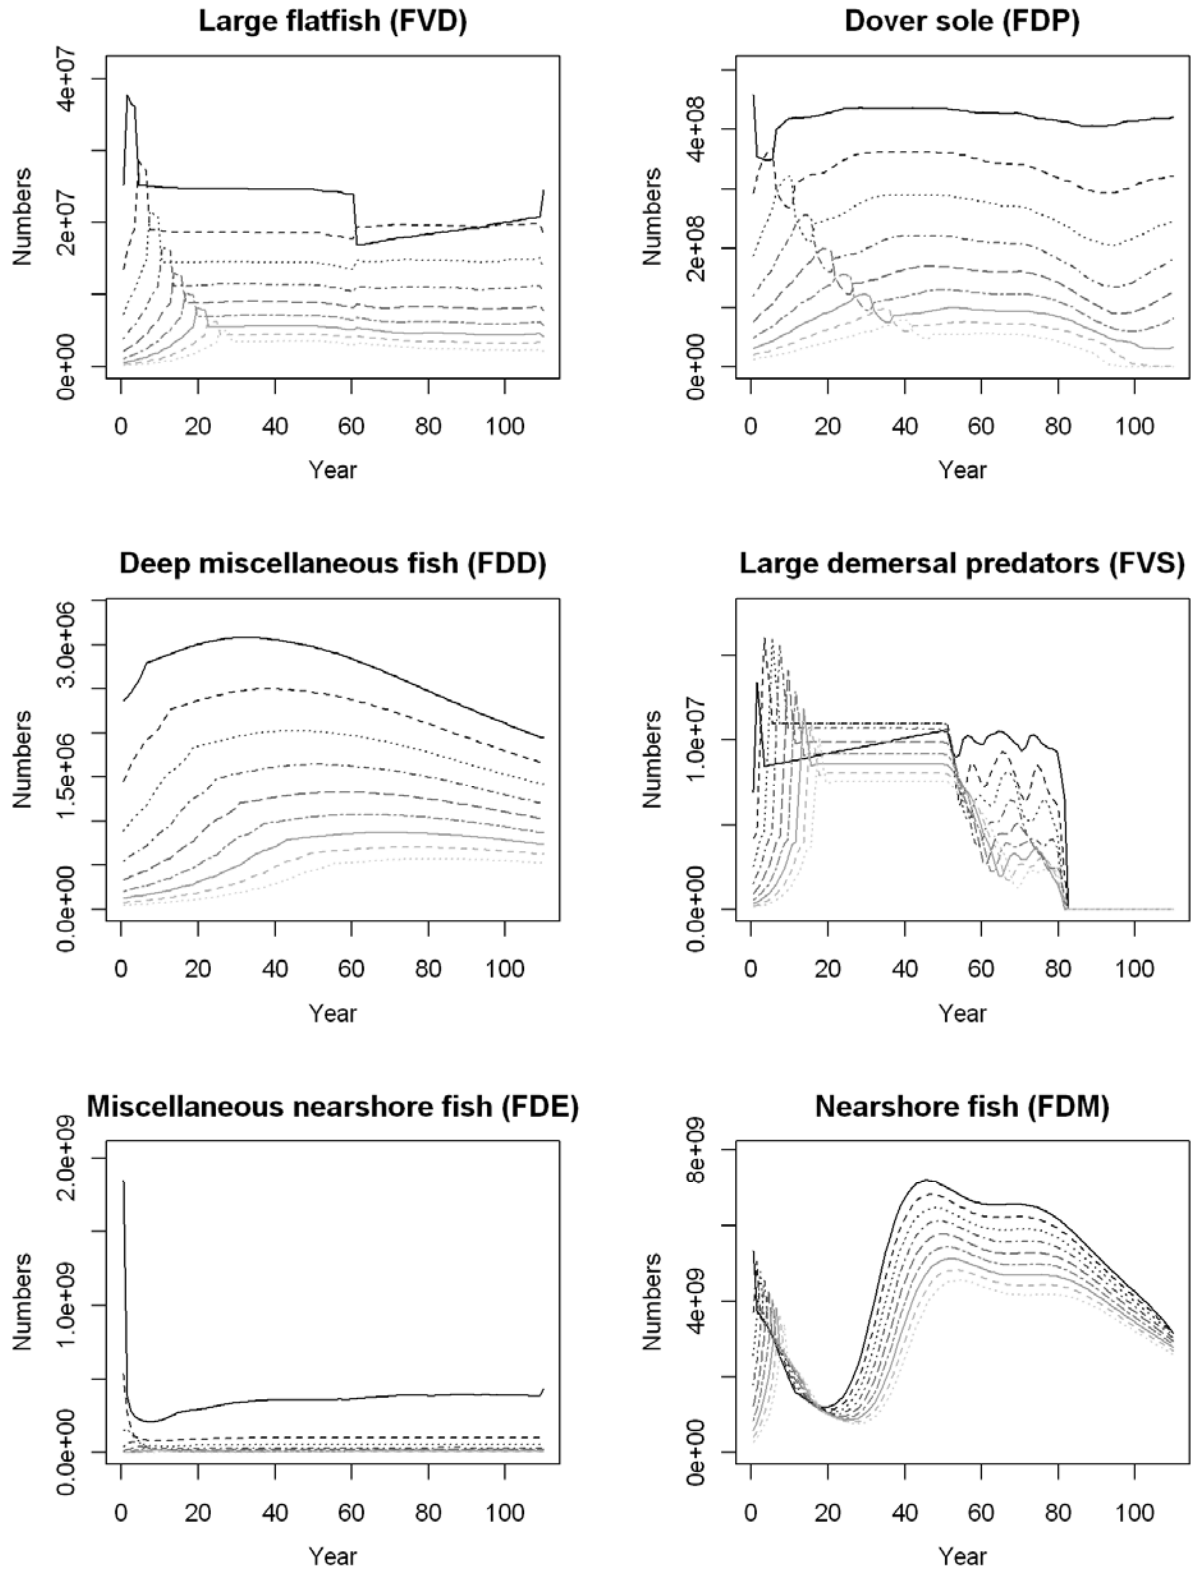 Large flatfish (FVD)
Numbers
0e+00 2e+07 4e+07
0 20 40 60 80 100
Year
Dover sole (FDP)
Numbers
0e+00 2e+08 4e+08
0 20 40 60 80 100
Year
Deep miscellaneous fish (FDD)
Numbers
0.0e+00 1.5e+06 3.0e+06
0 20 40 60 80 100
Year
Large demersal predators (FVS)
Numbers
0.0e+00 1.0e+07
0 20 40 60 80 100
Year
Miscellaneous nearshore fish (FDE)
Numbers
0.0e+00 1.0e+09 2.0e+09
0 20 40 60 80 100
Year
Nearshore fish (FDM)
Numbers
0e+00 4e+09 8e+09
0 20 40 60 80 100
Year